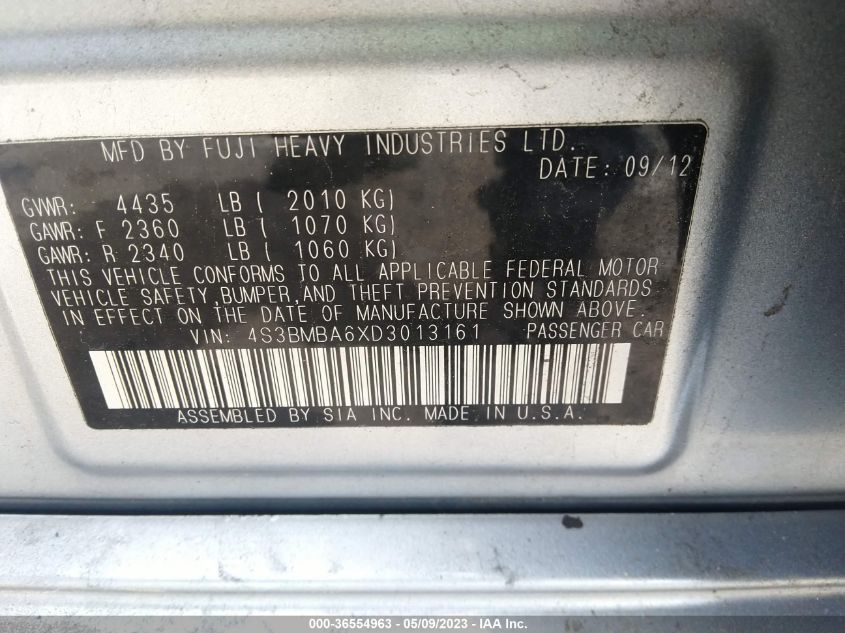 MFD BY FUJI HEAVY INDUSTRIES LTD.
DATE: 09/12
GVWR: 4435 LB ( 2010 KG)
GAWR: F 2360 LB ( 1070 KG)
GAWR: R 2340 LB ( 1060 KG)
THIS VEHICLE CONFORMS TO ALL APPLICABLE FEDERAL MOTOR
VEHICLE SAFETY,BUMPER,AND THEFT PREVENTION STANDARDS
IN EFFECT ON THE DATE OF MANUFACTURE SHOWN ABOVE.
VIN: 4S3BMBA6XD3013161 PASSENGER CAR
ASSEMBLED BY SIA INC. MADE IN U.S.A.
000-36554963 - 05/09/2023 - IAA Inc.